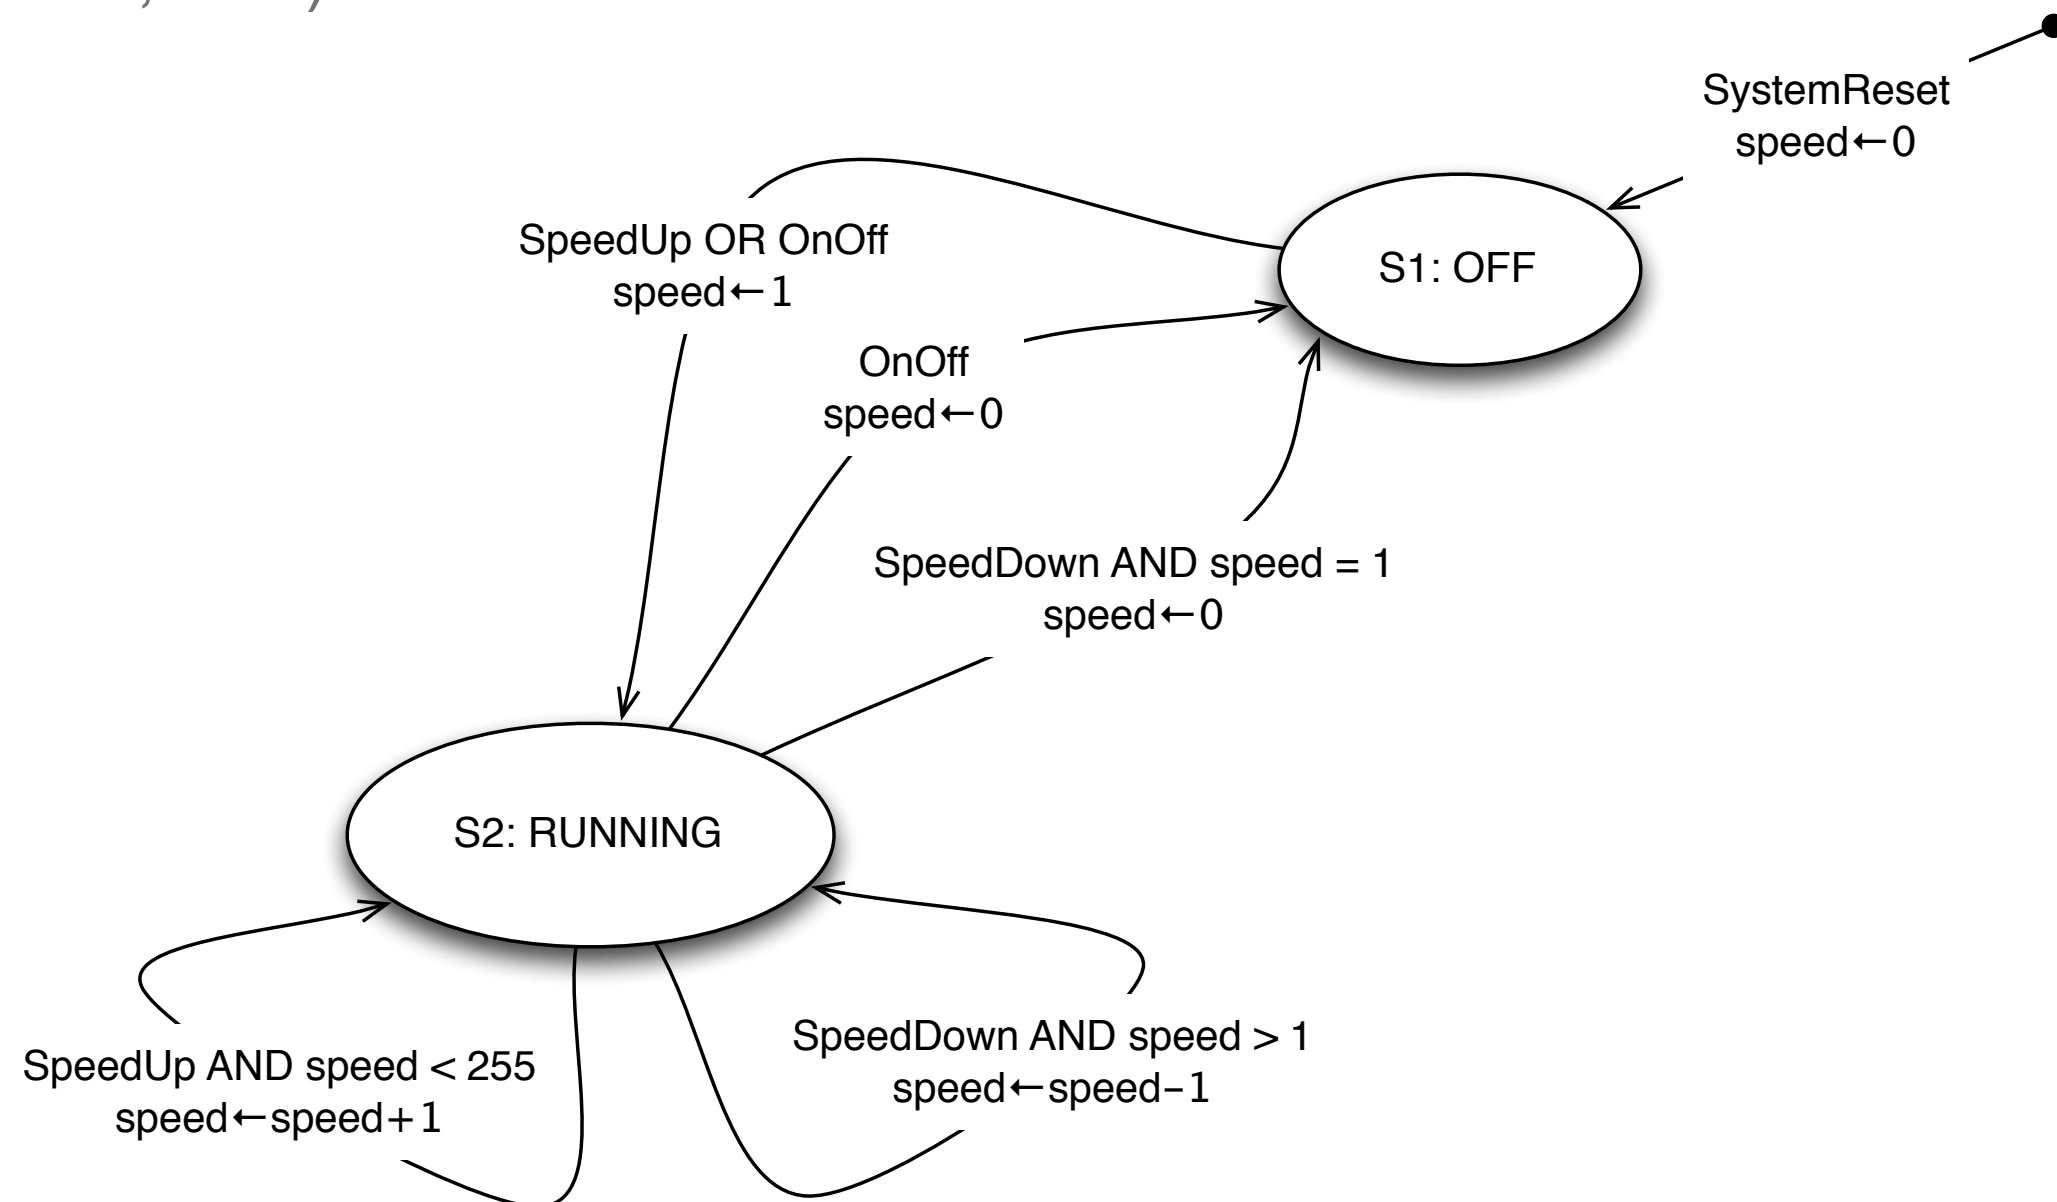 SystemReset
speed←0
S1: OFF
SpeedUp OR OnOff
speed←1
OnOff
speed←0
SpeedDown AND speed = 1
speed←0
S2: RUNNING
SpeedDown AND speed > 1
speed←speed−1
SpeedUp AND speed < 255
speed←speed+1